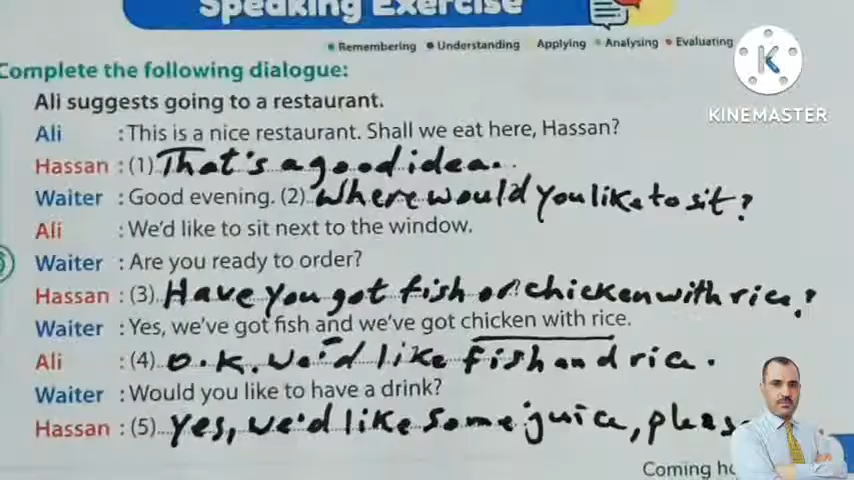 Speaking Exercise
Remembering Understanding Applying Analysing Evaluating
KINEMASTER
Complete the following dialogue:
Ali suggests going to a restaurant.
Ali : This is a nice restaurant. Shall we eat here, Hassan?
Hassan : (1) That's a good idea.
Waiter : Good evening. (2) Where would you like to sit?
Ali : We'd like to sit next to the window.
Waiter : Are you ready to order?
Hassan : (3) Have you got fish or chicken with rice?
Waiter : Yes, we've got fish and we've got chicken with rice.
Ali : (4) O.K. We'd like fish and rice.
Waiter : Would you like to have a drink?
Hassan : (5) Yes, we'd like some juice,
Coming